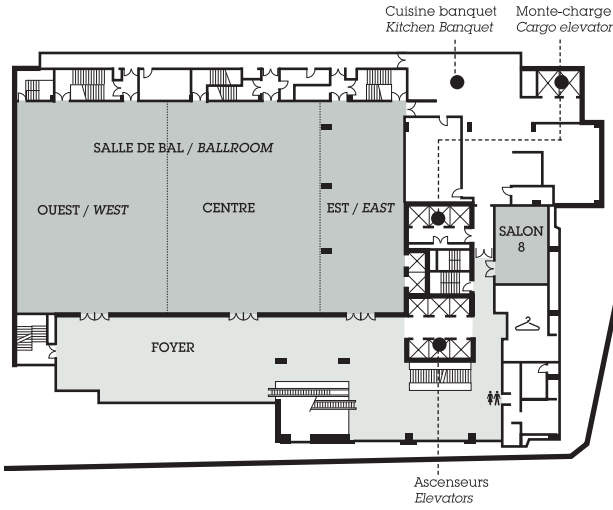 Cuisine banquet
Kitchen Banquet
Monte-charge
Cargo elevator
SALLE DE BAL / BALLROOM
OUEST / WEST
CENTRE
EST / EAST
SALON
8
FOYER
Ascenseurs
Elevators